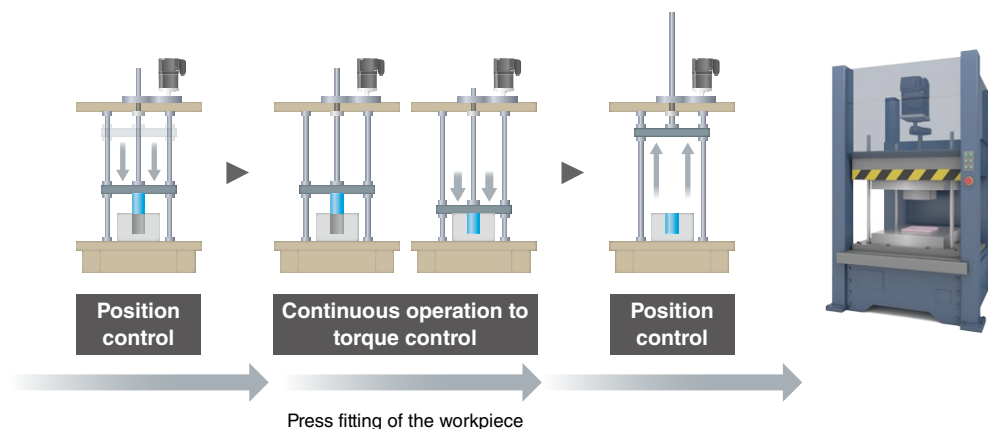 Position
control
Continuous operation to
torque control
Position
control
Press fitting of the workpiece